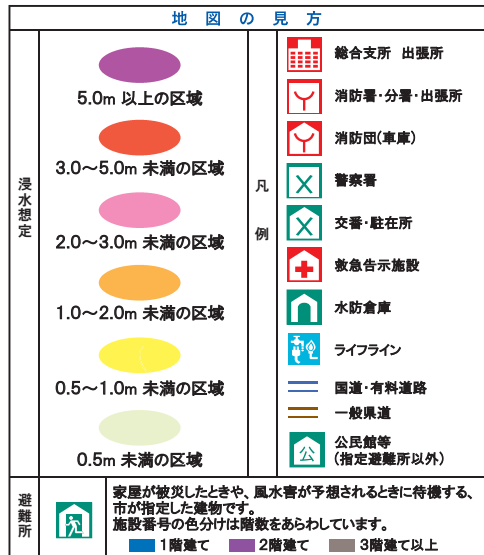 地図の見方
浸水想定
5.0m 以上の区域
3.0～5.0m 未満の区域
2.0～3.0m 未満の区域
1.0～2.0m 未満の区域
0.5～1.0m 未満の区域
0.5m 未満の区域
凡例
総合支所 出張所
消防署・分署・出張所
消防団(車庫)
警察署
交番・駐在所
救急告示施設
水防倉庫
ライフライン
国道・有料道路
一般県道
公
公民館等
(指定避難所以外)
避難所
家屋が被災したときや、風水害が予想されるときに待機する、
市が指定した建物です。
施設番号の色分けは階数をあらわしています。
1階建て 2階建て 3階建て以上